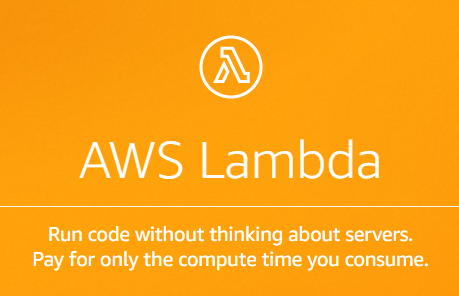 AWS Lambda
Run code without thinking about servers.
Pay for only the compute time you consume.